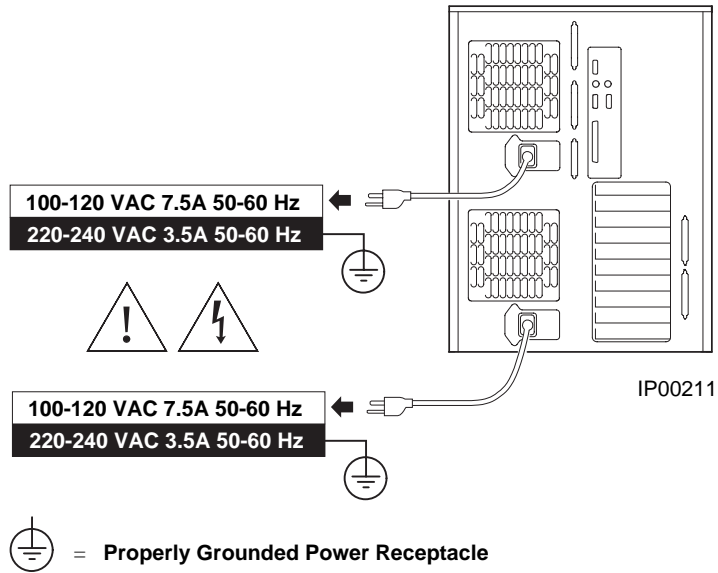 100-120 VAC 7.5A 50-60 Hz
220-240 VAC 3.5A 50-60 Hz
IP00211
100-120 VAC 7.5A 50-60 Hz
220-240 VAC 3.5A 50-60 Hz
= Properly Grounded Power Receptacle